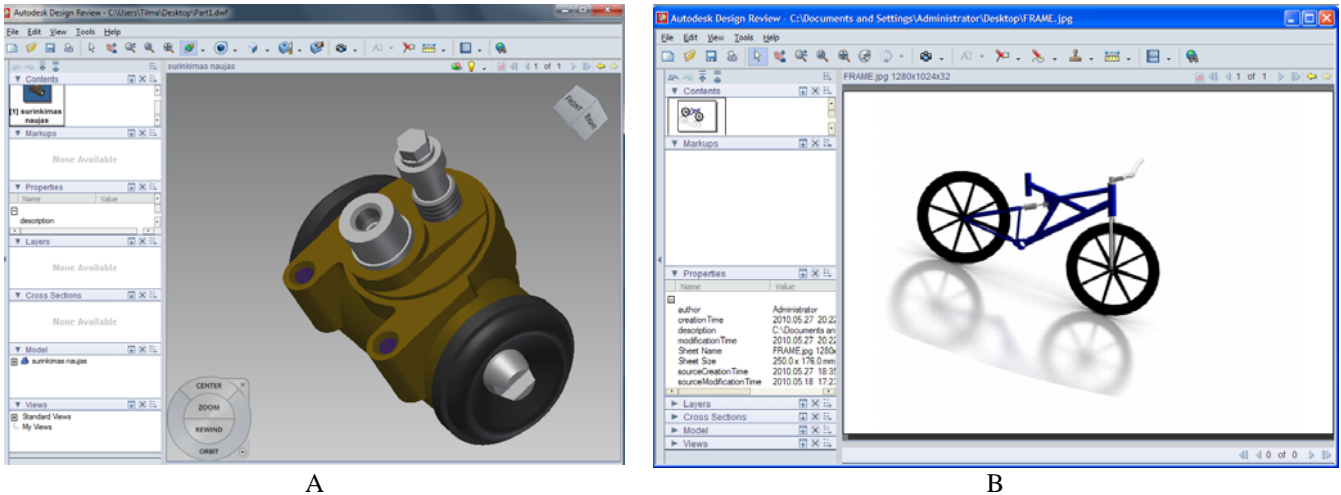 Autodesk Design Review - C:\Users\Tilma\Desktop\Part1.dwf
File Edit View Tools Help
surinkimas naujas
1 of 1
Contents
[1] surinkimas
naujas
Markups
None Available
Properties
Name Value
description
Layers
None Available
Cross Sections
None Available
Model
surinkimas naujas
Views
Standard Views
My Views
FRONT
RIGHT
CENTER
ZOOM
REWIND
ORBIT
A
Autodesk Design Review - C:\Documents and Settings\Administrator\Desktop\FRAME.jpg
File Edit View Tools Help
FRAME.jpg 1280x1024x32
1 of 1
Contents
Markups
Properties
Name Value
author Administrator
creationTime 2010.05.27 20:22
description C:\Documents an
modificationTime 2010.05.27 20:22
Sheet Name FRAME.jpg 1280
Sheet Size 250.0 x 176.0 mm
sourceCreationTime 2010.05.27 18:35
sourceModificationTime 2010.05.18 17:2
Layers
Cross Sections
Model
Views
0 of 0
B